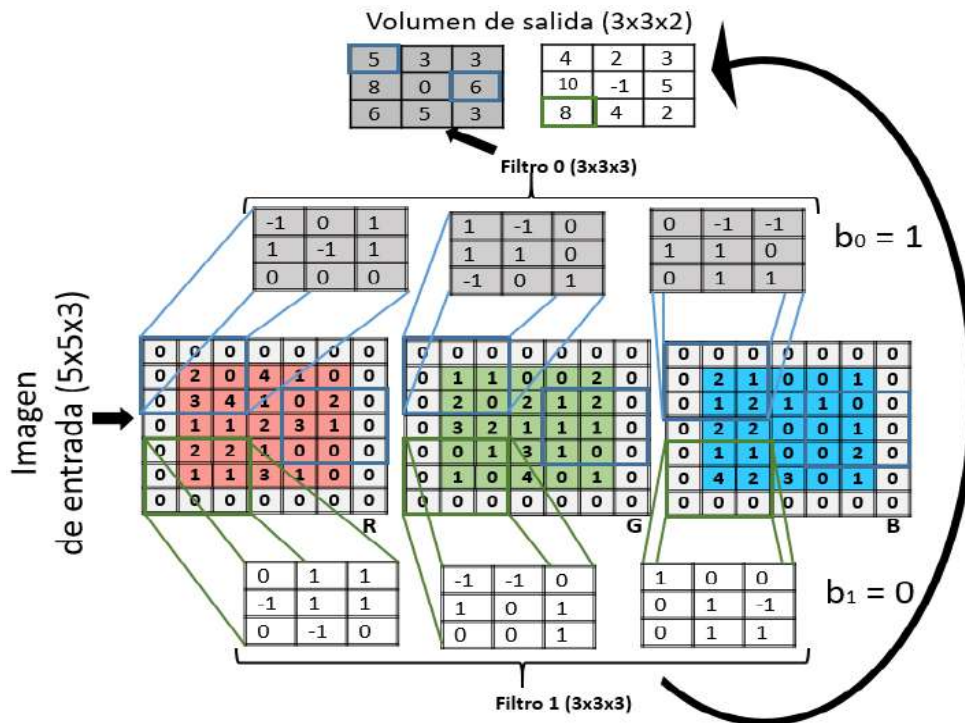 Volumen de salida (3x3x2)
5 3 3
8 0 6
6 5 3
4 2 3
10 -1 5
8 4 2
Filtro 0 (3x3x3)
-1 0 1
1 -1 1
0 0 0
1 -1 0
1 1 0
-1 0 1
0 -1 -1
1 1 0
0 1 1
b₀ = 1
Imagen
de entrada (5x5x3)
0 0 0 0 0 0 0
0 2 0 4 1 0 0
0 3 4 1 0 2 0
0 1 1 2 3 1 0
0 2 2 1 0 0 0
0 1 1 3 1 0 0
0 0 0 0 0 0 0
R
0 0 0 0 0 0 0
0 1 1 0 0 2 0
0 2 0 2 1 2 0
0 3 2 1 1 1 0
0 0 1 3 1 0 0
0 1 0 4 0 1 0
0 0 0 0 0 0 0
G
0 0 0 0 0 0 0
0 2 1 0 0 1 0
0 1 2 1 1 0 0
0 2 2 0 0 1 0
0 1 1 0 0 2 0
0 4 2 3 0 1 0
0 0 0 0 0 0 0
B
0 1 1
-1 1 1
0 -1 0
-1 -1 0
1 0 1
0 0 1
1 0 0
0 1 -1
0 1 1
b₁ = 0
Filtro 1 (3x3x3)